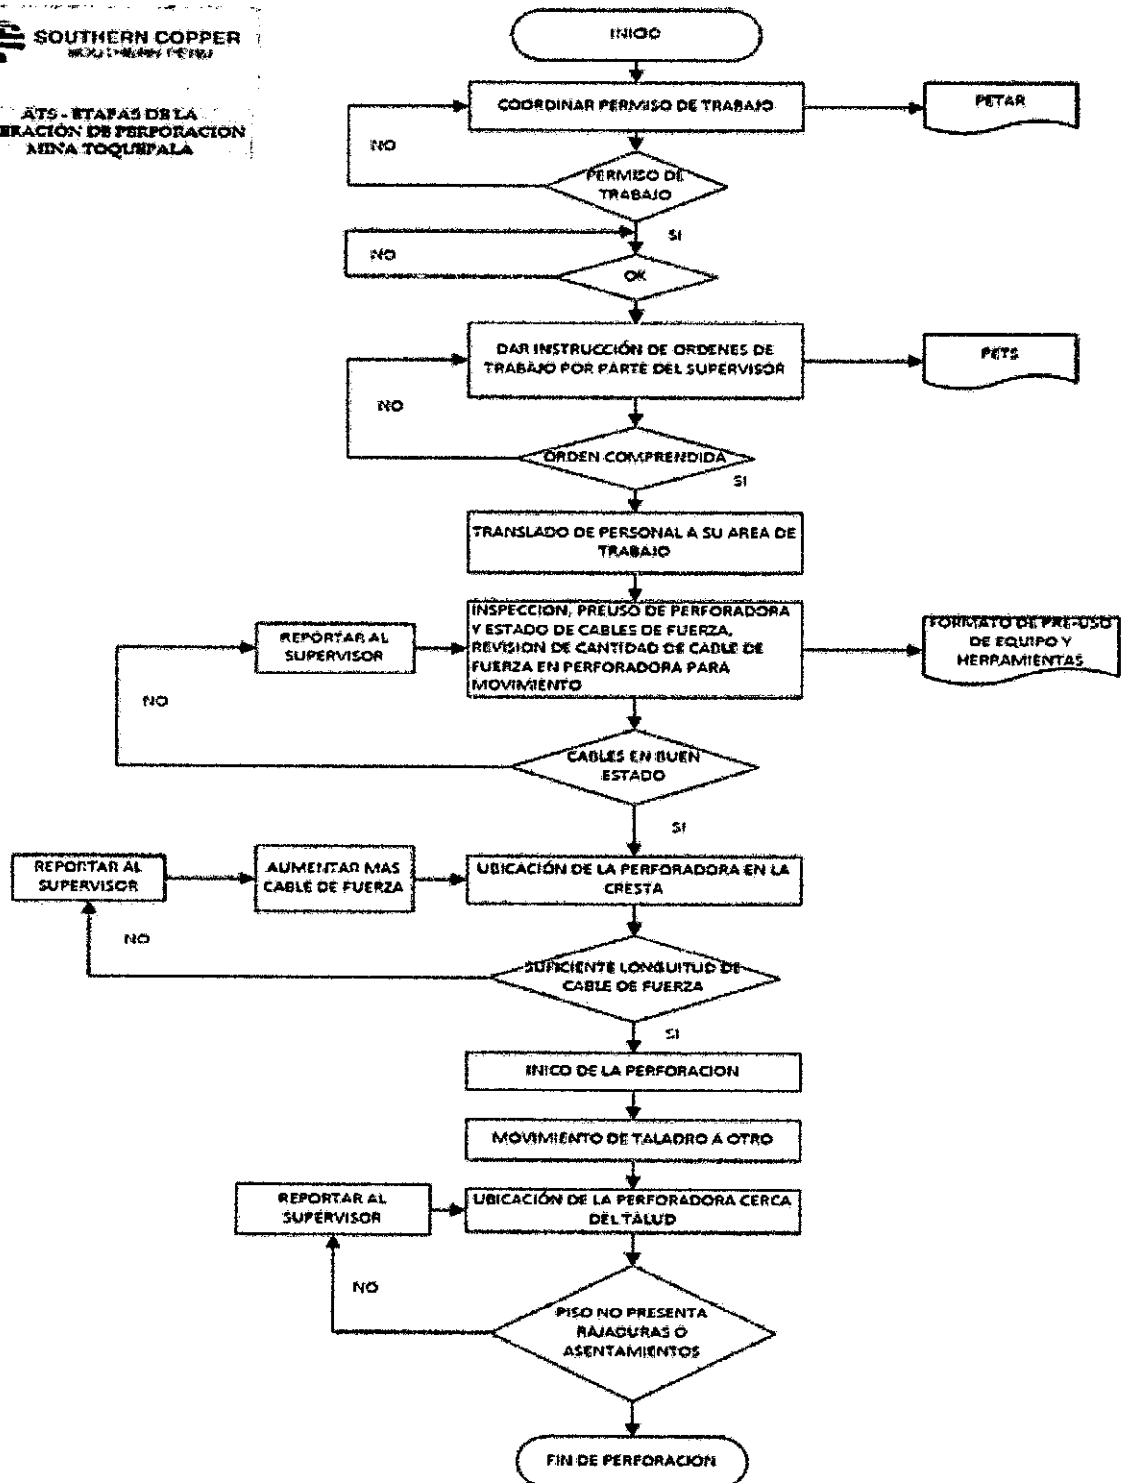 SOUTHERN COPPER
SOUTHERN PERU
ATS - ETAPAS DE LA
ERACIÓN DE PERFORACION
MINA TOQUEPALA
INICIO
COORDINAR PERMISO DE TRABAJO
PETAR
NO
PERMISO DE
TRABAJO
SI
NO
OK
DAR INSTRUCCIÓN DE ORDENES DE
TRABAJO POR PARTE DEL SUPERVISOR
PETS
NO
ORDEN COMPRENDIDA
SI
TRANSLADO DE PERSONAL A SU AREA DE
TRABAJO
INSPECCION, PREUSO DE PERFORADORA
Y ESTADO DE CABLES DE FUERZA,
REVISION DE CANTIDAD DE CABLE DE
FUERZA EN PERFORADORA PARA
MOVIMIENTO
REPORTAR AL
SUPERVISOR
FORMATO DE PRE-USO
DE EQUIPO Y
HERRAMIENTAS
NO
CABLES EN BUEN
ESTADO
SI
REPORTAR AL
SUPERVISOR
AUMENTAR MAS
CABLE DE FUERZA
UBICACIÓN DE LA PERFORADORA EN LA
CRESTA
NO
SUFICIENTE LONGUITUD DE
CABLE DE FUERZA
SI
INICO DE LA PERFORACION
MOVIMIENTO DE TALADRO A OTRO
REPORTAR AL
SUPERVISOR
UBICACIÓN DE LA PERFORADORA CERCA
DEL TALUD
NO
PISO NO PRESENTA
RAJADURAS O
ASENTAMIENTOS
FIN DE PERFORACION